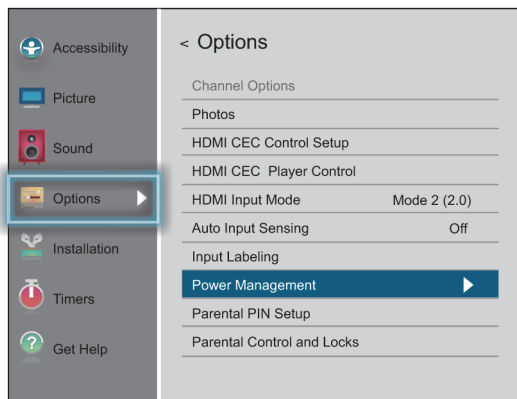 Accessibility
Picture
Sound
Options
Installation
Timers
Get Help
< Options
Channel Options
Photos
HDMI CEC Control Setup
HDMI CEC Player Control
HDMI Input Mode Mode 2 (2.0)
Auto Input Sensing Off
Input Labeling
Power Management
Parental PIN Setup
Parental Control and Locks